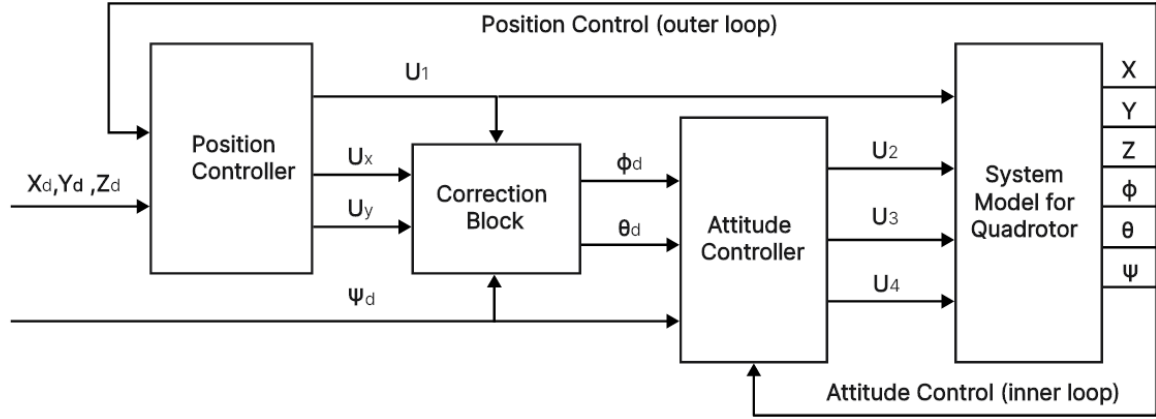 Position Control (outer loop)
U1
X
Y
Position
Controller
Ux
Uy
Correction
Block
ϕd
θd
Attitude
Controller
U2
U3
U4
System
Model for
Quadrotor
Z
ϕ
θ
ψ
Xd,Yd ,Zd
Ψd
Attitude Control (inner loop)